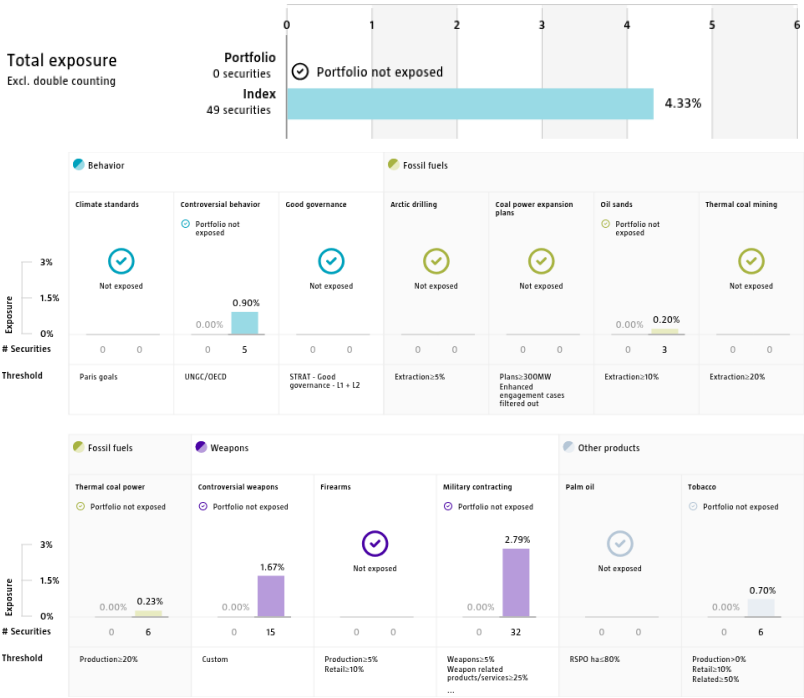 0 1 2 3 4 5 6
Total exposure
Excl. double counting
Portfolio
0 securities
Portfolio not exposed
Index
49 securities
4.33%
Behavior
Fossil fuels
Climate standards
Controversial behavior
Good governance
Arctic drilling
Coal power expansion
plans
Oil sands
Thermal coal mining
Portfolio not
exposed
Portfolio not
exposed
Not exposed
Not exposed
Not exposed
Not exposed
Not exposed
Exposure
3%
1.5%
0%
0.00% 0.90%
0.00% 0.20%
# Securities 0 0 0 5 0 0 0 0 0 0 0 3 0 0
Threshold
Paris goals
UNGC/OECD
STRAT - Good
governance - L1 + L2
Extraction≥5%
Plans≥300MW
Enhanced
engagement cases
filtered out
Extraction≥10%
Extraction≥20%
Fossil fuels
Weapons
Other products
Thermal coal power
Controversial weapons
Firearms
Military contracting
Palm oil
Tobacco
Portfolio not exposed
Portfolio not exposed
Portfolio not exposed
Portfolio not exposed
Not exposed
Not exposed
Exposure
3%
1.5%
0%
0.00% 0.23%
0.00% 1.67%
0.00% 2.79%
0.00% 0.70%
# Securities 0 6 0 15 0 0 0 32 0 0 0 6
Threshold
Production≥20%
Custom
Production≥5%
Retail≥10%
Weapons≥5%
Weapon related
products/services≥25%
...
RSPO ha≤80%
Production>0%
Retail≥10%
Related≥50%